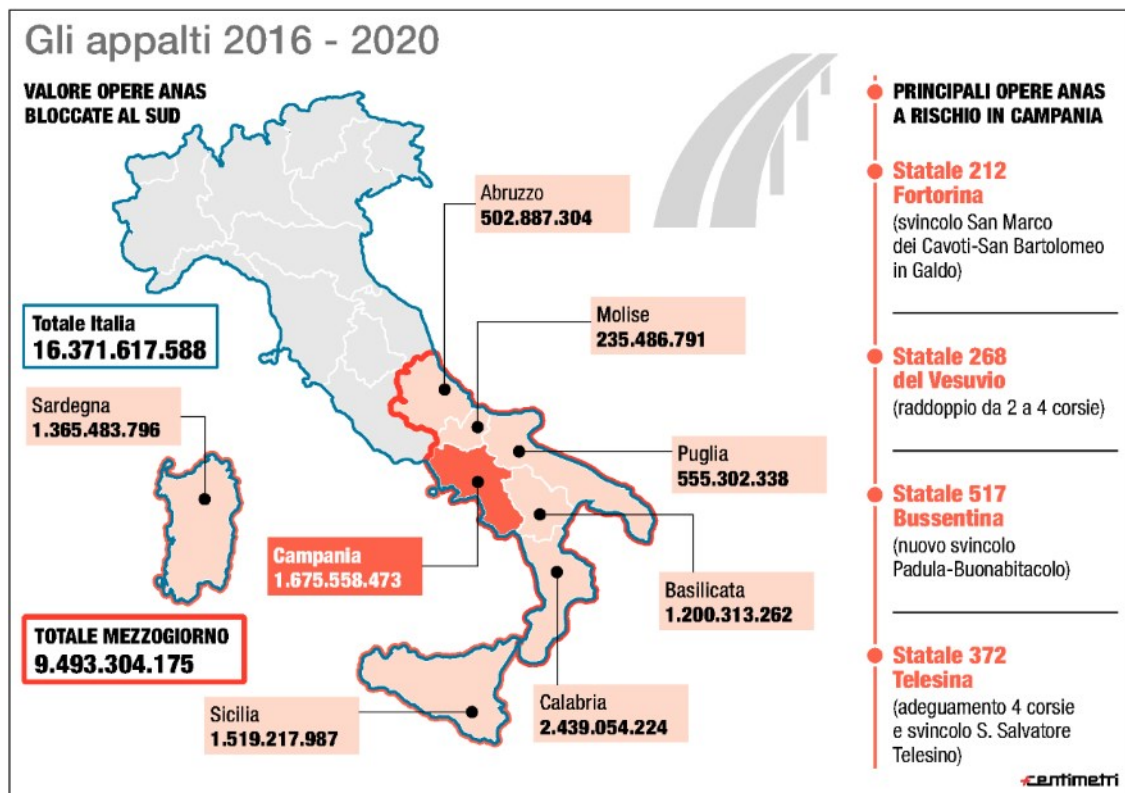 Gli appalti 2016 - 2020
VALORE OPERE ANAS
BLOCCATE AL SUD
Abruzzo
502.887.304
Totale Italia
16.371.617.588
Molise
235.486.791
Sardegna
1.365.483.796
Puglia
555.302.338
Campania
1.675.558.473
Basilicata
1.200.313.262
TOTALE MEZZOGIORNO
9.493.304.175
Sicilia
1.519.217.987
Calabria
2.439.054.224
PRINCIPALI OPERE ANAS
A RISCHIO IN CAMPANIA
Statale 212
Fortorina
(svincolo San Marco
dei Cavoti-San Bartolomeo
in Galdo)
Statale 268
del Vesuvio
(raddoppio da 2 a 4 corsie)
Statale 517
Bussentina
(nuovo svincolo
Padula-Buonabitacolo)
Statale 372
Telesina
(adeguamento 4 corsie
e svincolo S. Salvatore
Telesino)
centimetri